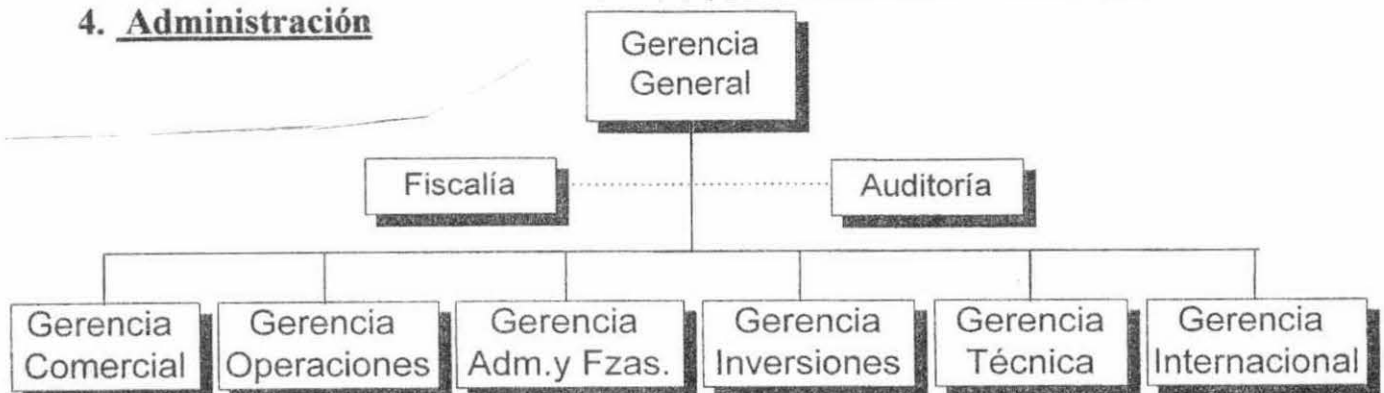 4. Administración
Gerencia
General
Fiscalía
Auditoría
Gerencia
Comercial
Gerencia
Operaciones
Gerencia
Adm.y Fzas.
Gerencia
Inversiones
Gerencia
Técnica
Gerencia
Internacional